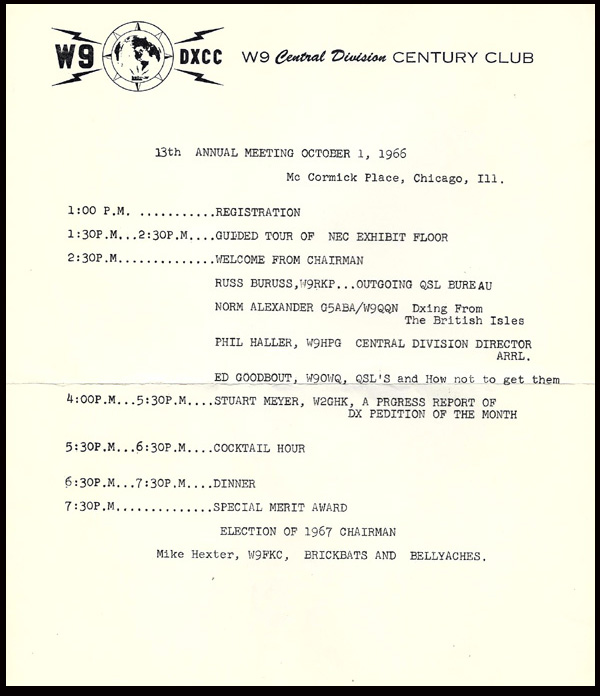 W9 DXCC W9 Central Division CENTURY CLUB
13th ANNUAL MEETING OCTOBER 1, 1966
Mc Cormick Place, Chicago, Ill.
1:00 P.M. ...........REGISTRATION
1:30P.M...2:30P.M....GUIDED TOUR OF NEC EXHIBIT FLOOR
2:30P.M..............WELCOME FROM CHAIRMAN
RUSS BURUSS,W9RKP...OUTGOING QSL BUREAU
NORM ALEXANDER G5ABA/W9QQN Dxing From
The British Isles
PHIL HALLER, W9HPG CENTRAL DIVISION DIRECTOR
ARRL.
ED GOODBOUT, W9OWQ, QSL'S and How not to get them
4:00P.M...5:30P.M....STUART MEYER, W2GHK, A PRGRESS REPORT OF
DX PEDITION OF THE MONTH
5:30P.M...6:30P.M....COCKTAIL HOUR
6:30P.M...7:30P.M....DINNER
7:30P.M..............SPECIAL MERIT AWARD
ELECTION OF 1967 CHAIRMAN
Mike Hexter, W9FKC, BRICKBATS AND BELLYACHES.